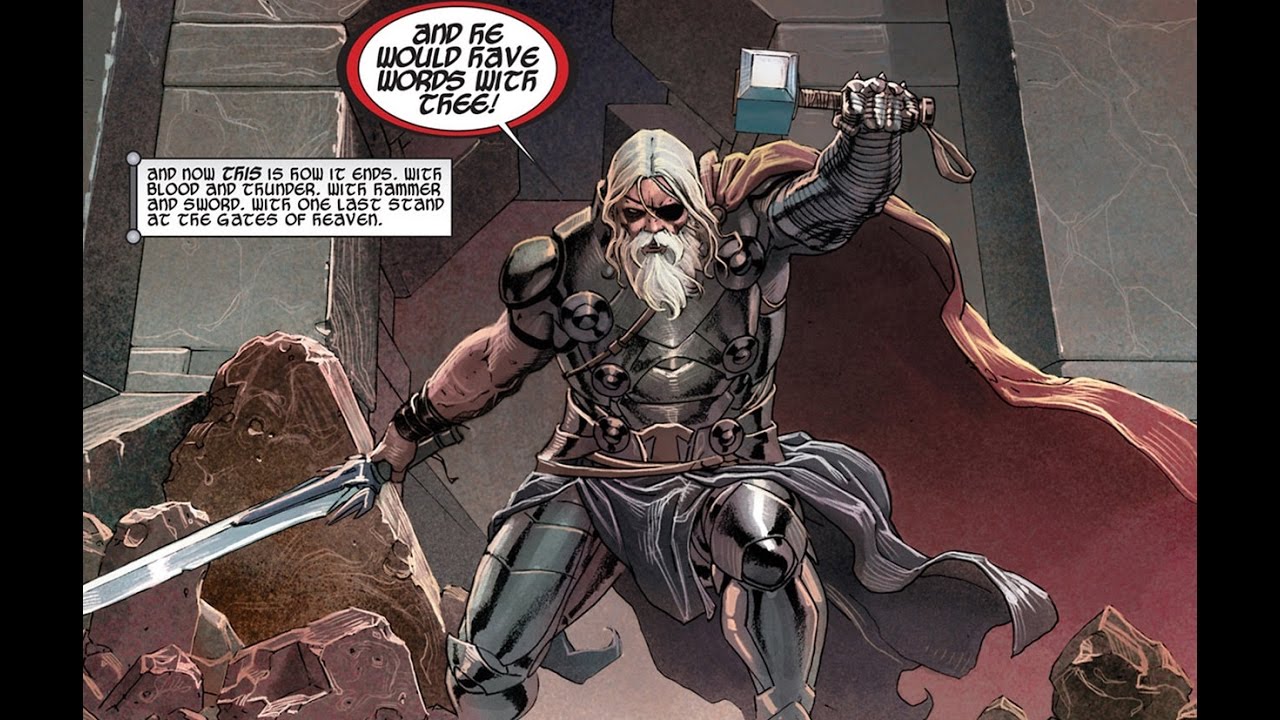 AND HE
WOULD HAVE
WORDS WITH
THEE!
AND NOW THIS IS HOW IT ENDS. WITH
BLOOD AND THUNDER. WITH HAMMER
AND SWORD. WITH ONE LAST STAND
AT THE GATES OF HEAVEN.